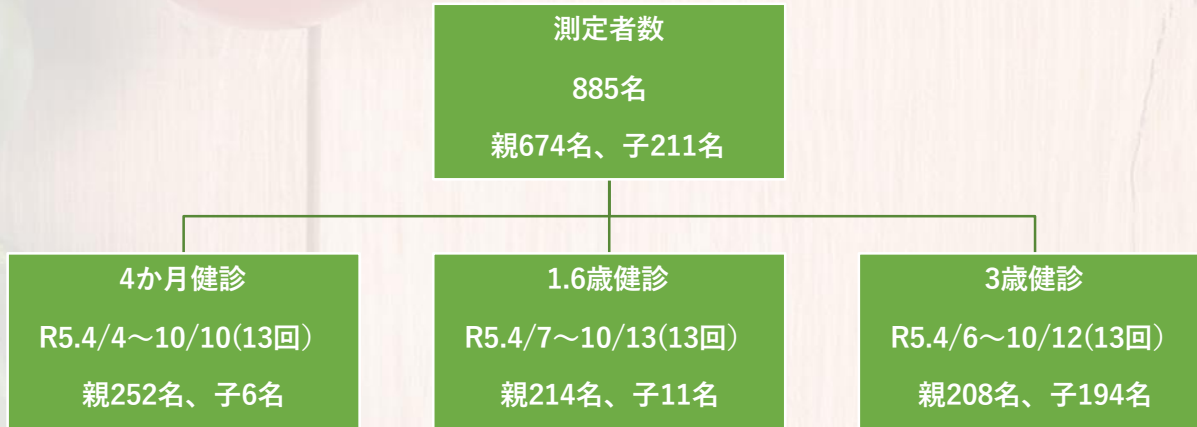 測定者数
885名
親674名、子211名
4か月健診
R5.4/4～10/10(13回)
親252名、子6名
1.6歳健診
R5.4/7～10/13(13回)
親214名、子11名
3歳健診
R5.4/6～10/12(13回)
親208名、子194名